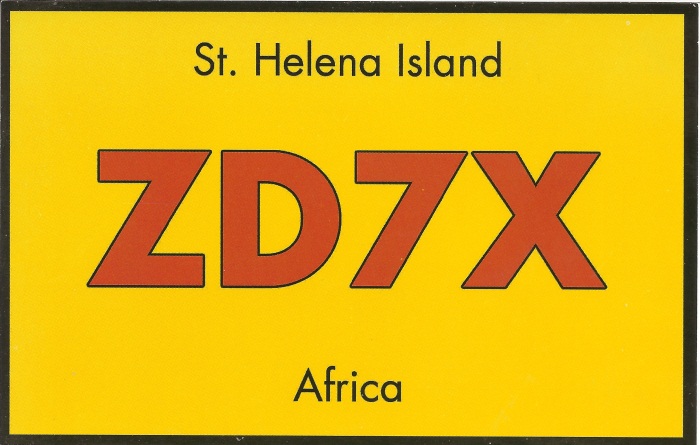 St. Helena Island
ZD7X
Africa